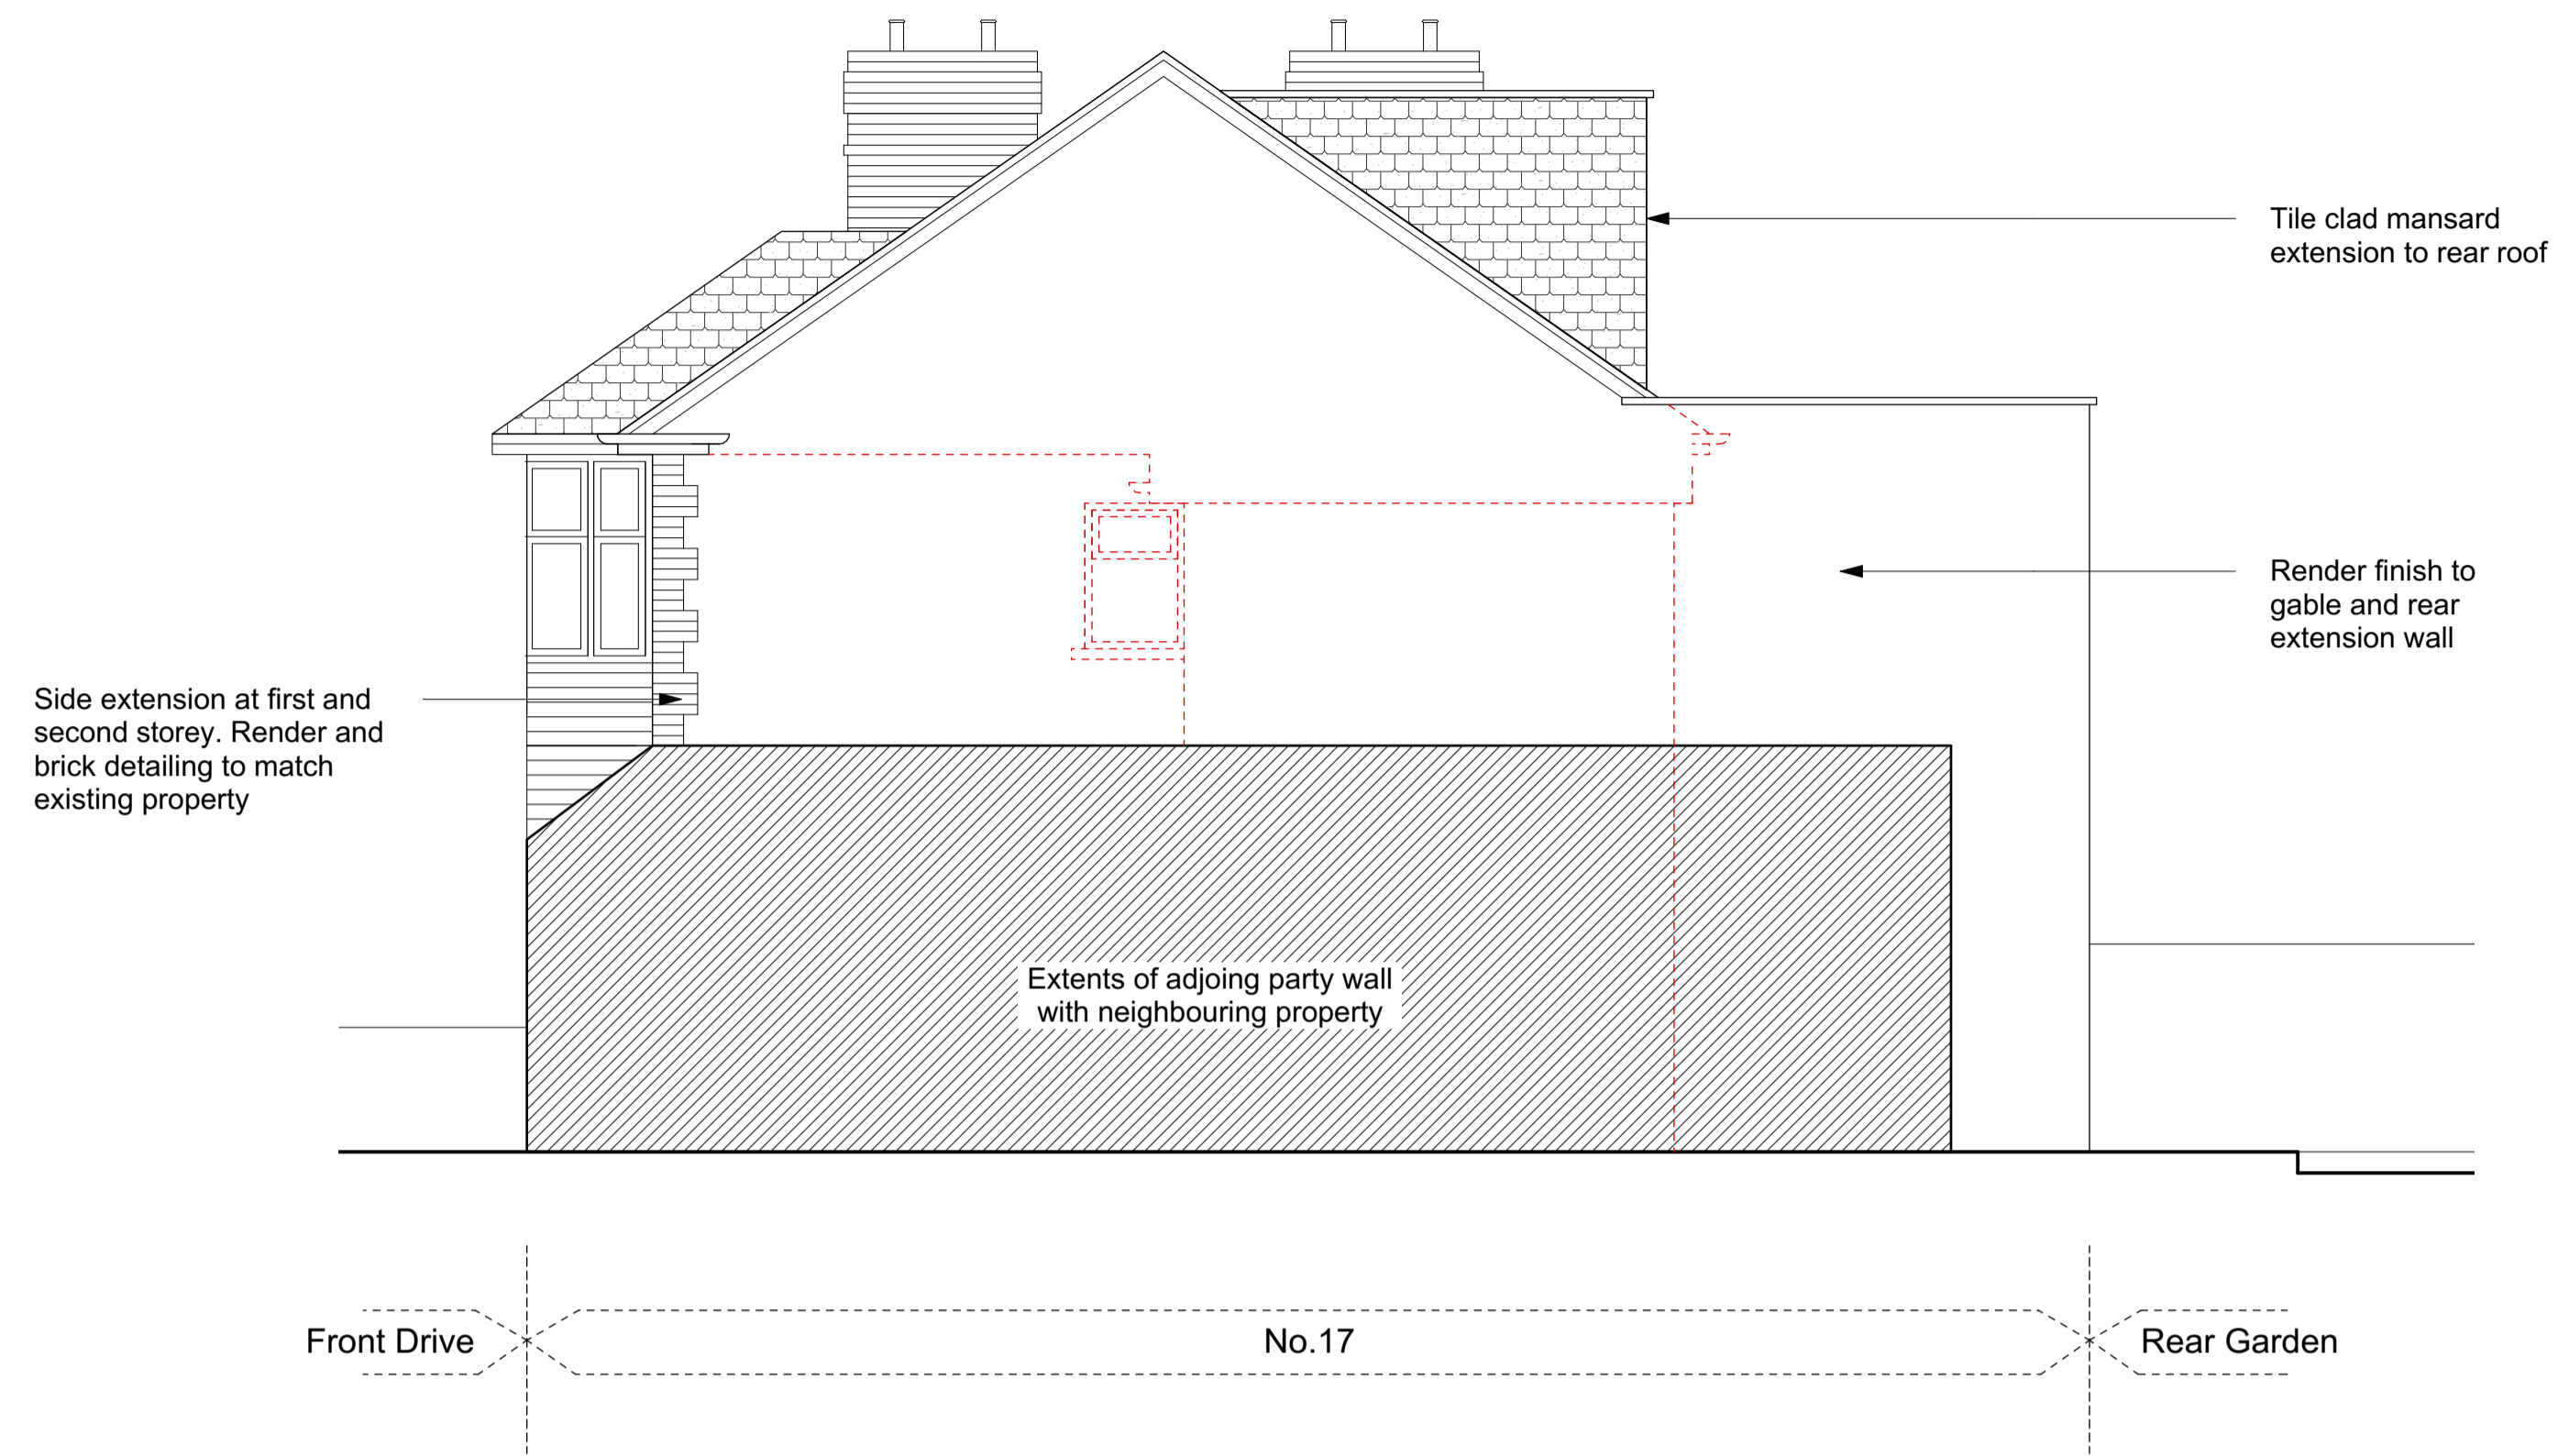 Tile clad mansard
extension to rear roof
Render finish to
gable and rear
extension wall
Side extension at first and
second storey. Render and
brick detailing to match
existing property
Extents of adjoing party wall
with neighbouring property
Front Drive
No.17
Rear Garden